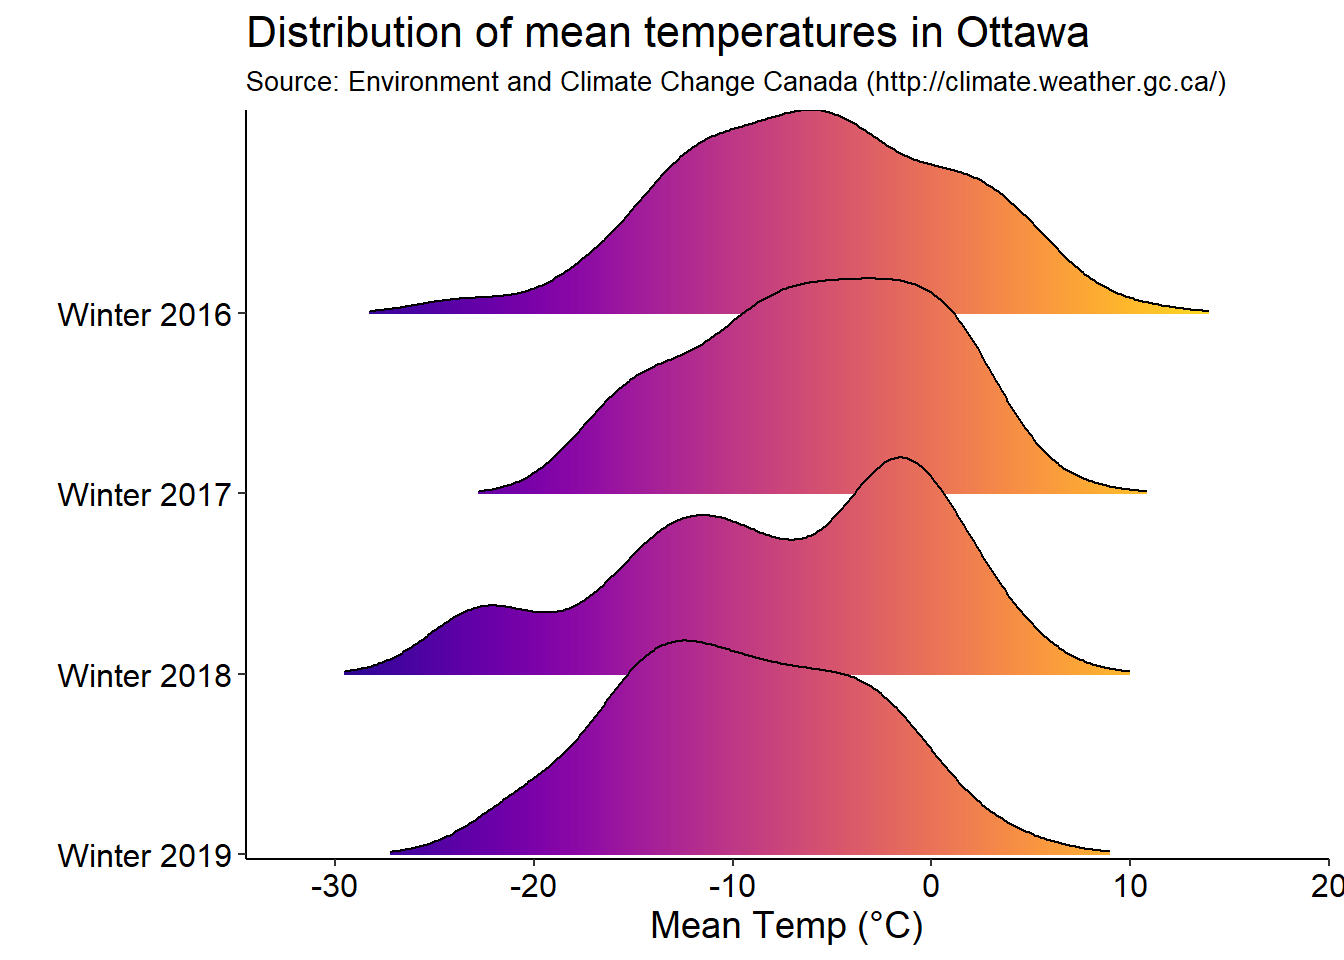 Distribution of mean temperatures in Ottawa
Source: Environment and Climate Change Canada (http://climate.weather.gc.ca/)
Winter 2016
Winter 2017
Winter 2018
Winter 2019
-30 -20 -10 0 10 20
Mean Temp (°C)